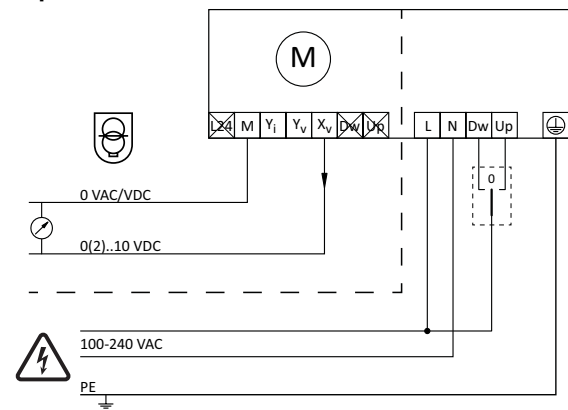 M
L24 M Yi Yv Xv Dw Up L N Dw Up
0
0 VAC/VDC
0(2)..10 VDC
100-240 VAC
PE